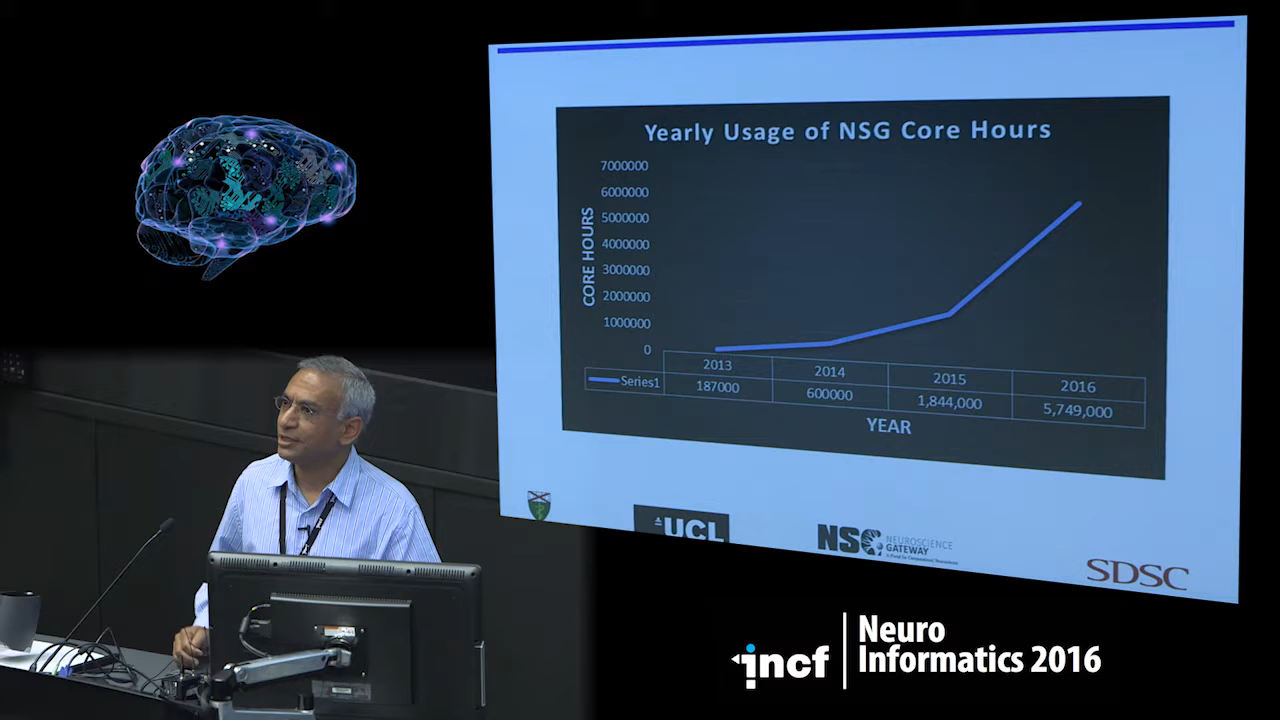 Yearly Usage of NSG Core Hours
7000000
6000000
5000000
4000000
3000000
2000000
1000000
0
CORE HOURS
2013 2014 2015 2016
Series1 187000 600000 1,844,000 5,749,000
YEAR
UCL
NSG NEUROSCIENCE
GATEWAY
SDSC
incf
Neuro
Informatics 2016